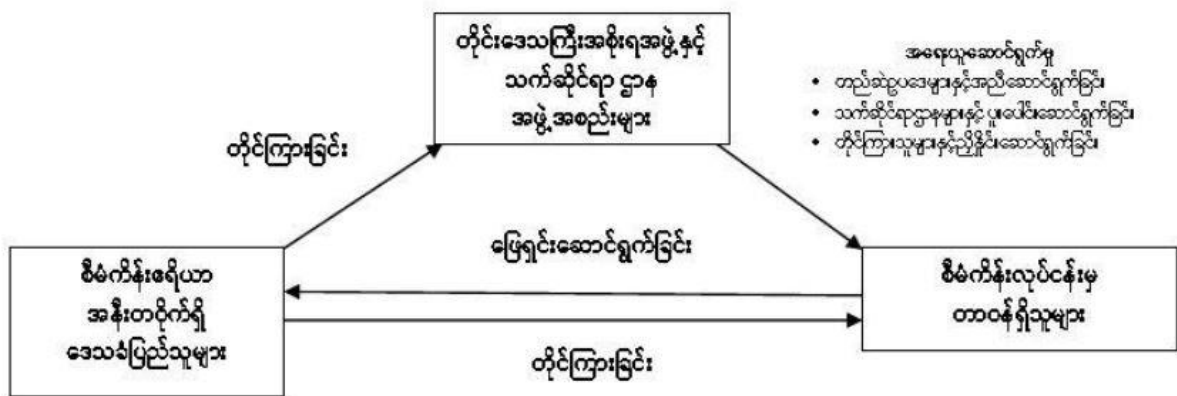 တိုင်းဒေသကြီးအစိုးရအဖွဲ့နှင့်
သက်ဆိုင်ရာ ဌာန
အဖွဲ့အစည်းများ
အရေးယူဆောင်ရွက်မှု
• တည်ဆဲဥပဒေများနှင့်အညီဆောင်ရွက်ခြင်း
• သက်ဆိုင်ရာဌာနများနှင့် ပူးပေါင်းဆောင်ရွက်ခြင်း
• တိုင်ကြားသူများနှင့်ညှိနှိုင်းဆောင်ရွက်ခြင်း
တိုင်ကြားခြင်း
ဖြေရှင်းဆောင်ရွက်ခြင်း
စီမံကိန်းဧရိယာ
အနီးတဝိုက်ရှိ
ဒေသခံပြည်သူများ
စီမံကိန်းလုပ်ငန်းမှ
တာဝန်ရှိသူများ
တိုင်ကြားခြင်း